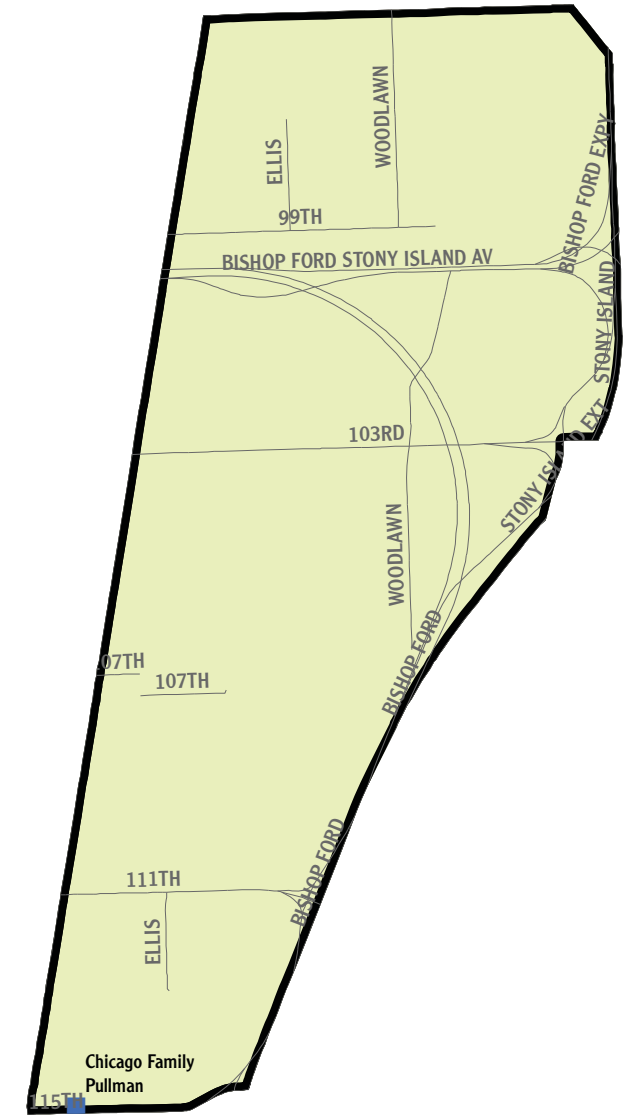 WOODLAWN
ELLIS
BISHOP FORD EXPY
99TH
BISHOP FORD STONY ISLAND AV
STONY ISLAND
103RD
STONY ISLAND EXT
WOODLAWN
07TH
107TH
BISHOP FORD
BISHOP FORD
111TH
ELLIS
Chicago Family
Pullman
115TH